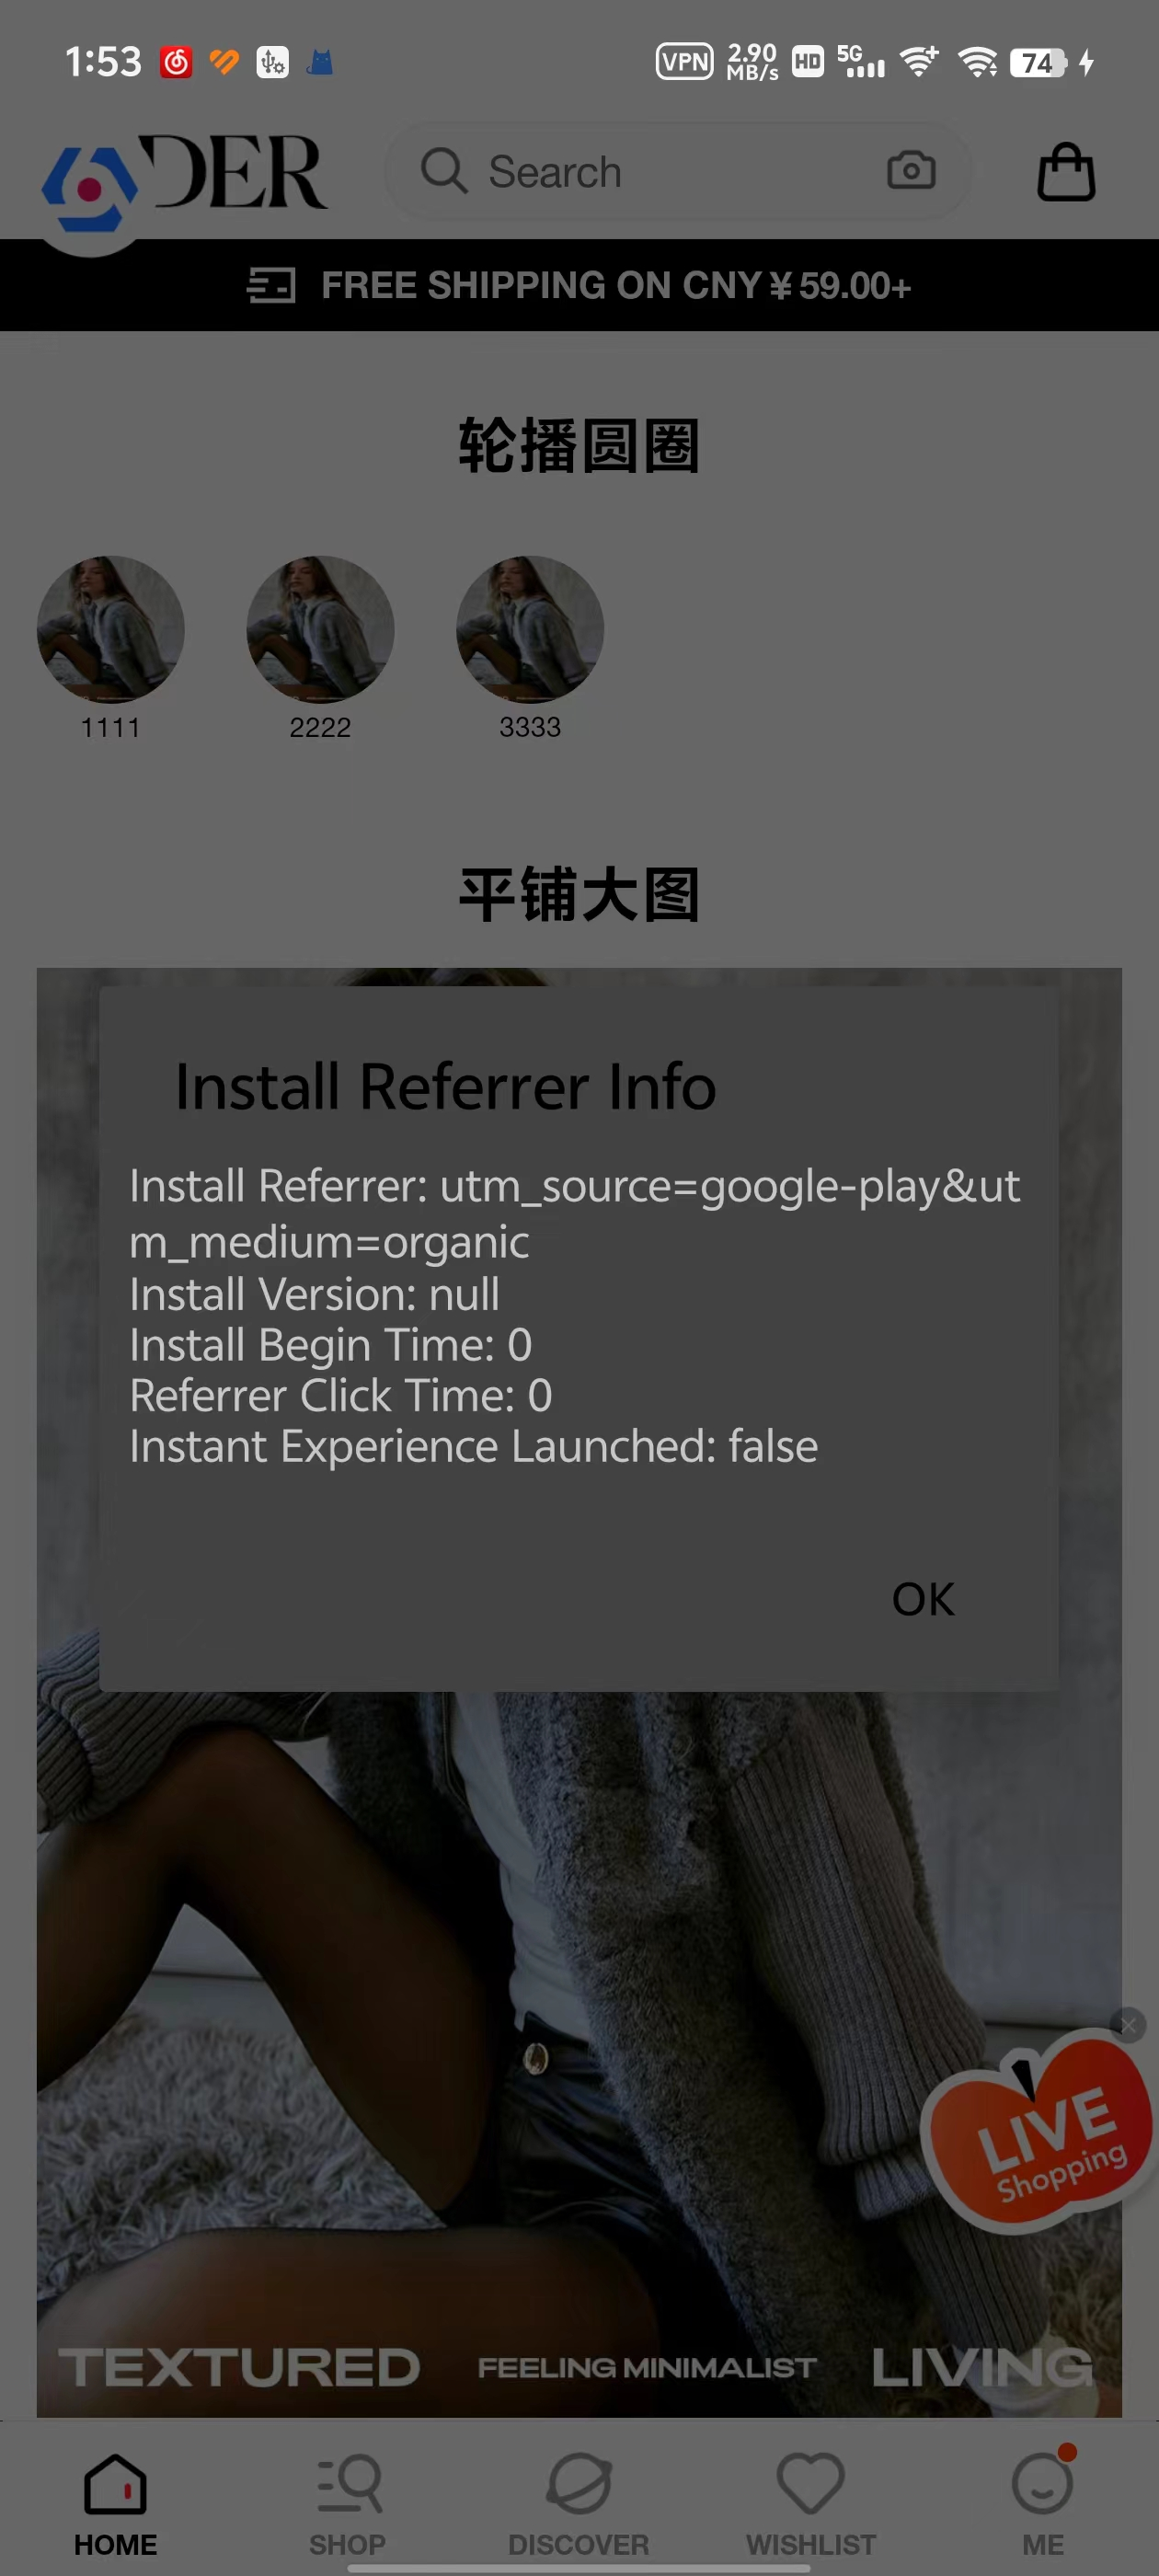 1:53 VPN 2.90 MB/s HD 5G 74
DER Search
FREE SHIPPING ON CNY ¥ 59.00+
轮播圆圈
1111 2222 3333
平铺大图
Install Referrer Info
Install Referrer: utm_source=google-play&ut
m_medium=organic
Install Version: null
Install Begin Time: 0
Referrer Click Time: 0
Instant Experience Launched: false
OK
LIVE
Shopping
TEXTURED FEELING MINIMALIST LIVING
HOME SHOP DISCOVER WISHLIST ME